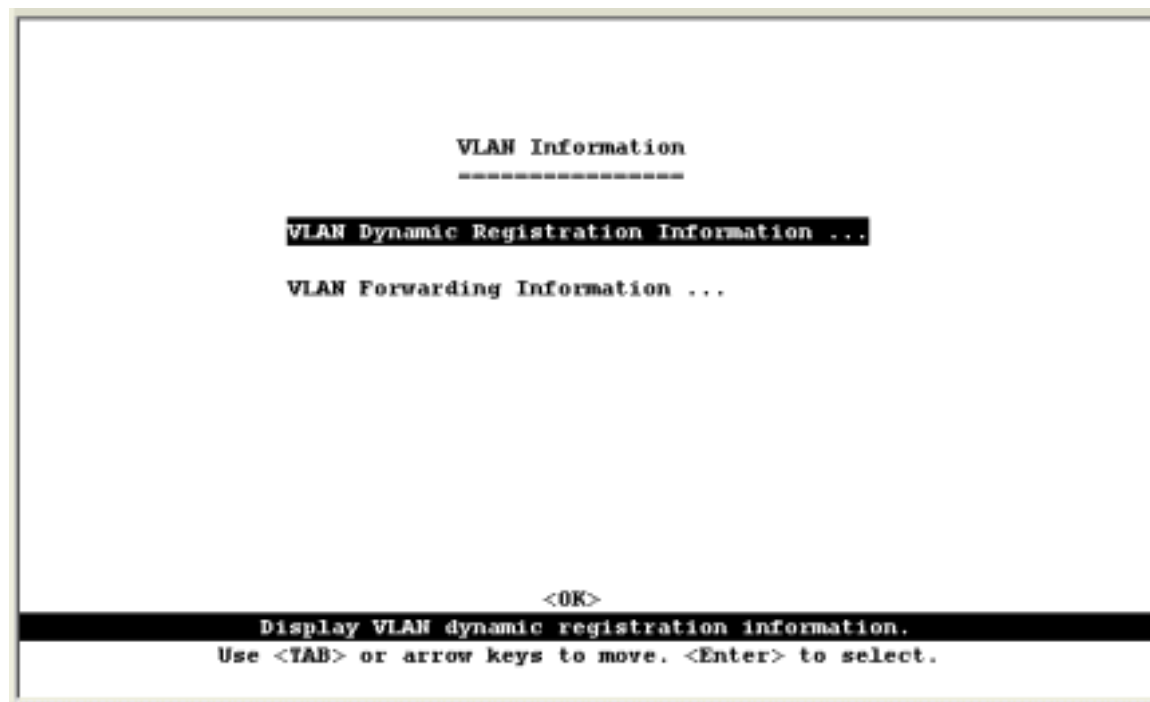 VLAN Information
================
VLAN Dynamic Registration Information ...
VLAN Forwarding Information ...
<OK>
Display VLAN dynamic registration information.
Use <TAB> or arrow keys to move. <Enter> to select.